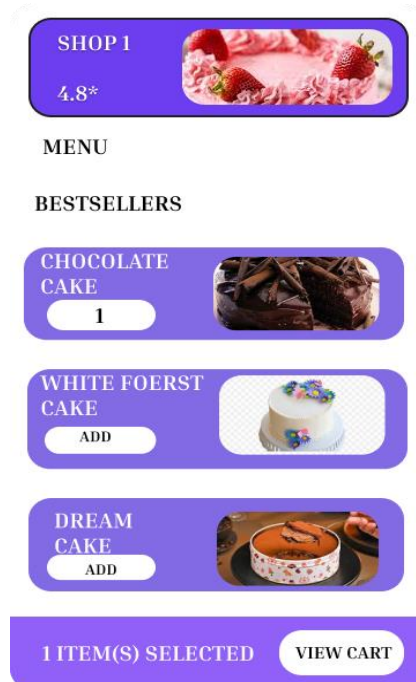 SHOP 1
4.8*
MENU
BESTSELLERS
CHOCOLATE
CAKE
1
WHITE FOERST
CAKE
ADD
DREAM
CAKE
ADD
1 ITEM(S) SELECTED
VIEW CART